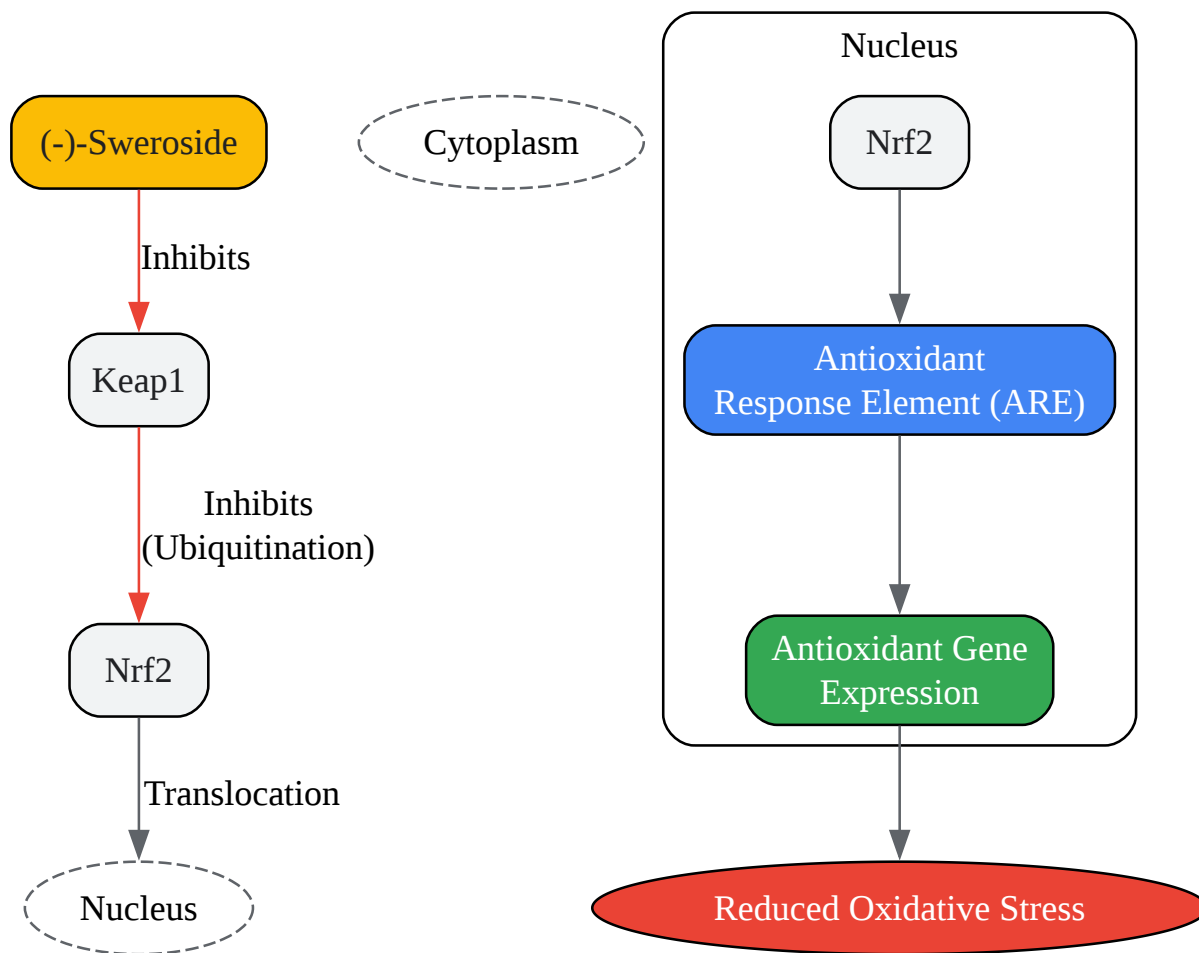 (-)-Sweroside
Inhibits
Keap1
Inhibits
(Ubiquitination)
Nrf2
Translocation
Nucleus
Cytoplasm
Nucleus
Nrf2
Antioxidant
Response Element (ARE)
Antioxidant Gene
Expression
Reduced Oxidative Stress